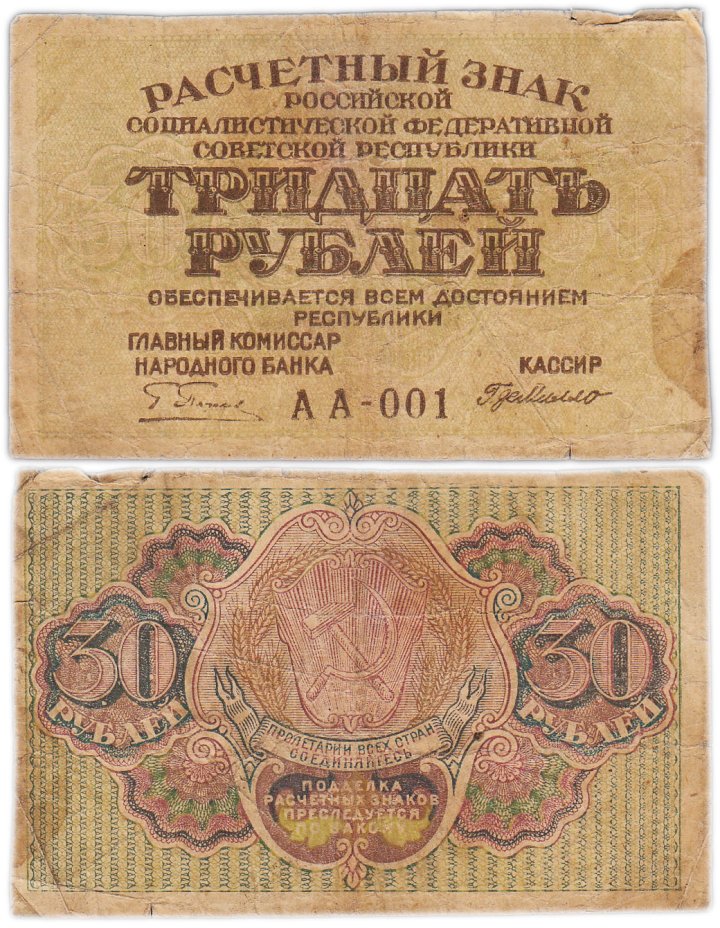 РАСЧЕТНЫЙ ЗНАК
РОССИЙСКОЙ
СОЦИАЛИСТИЧЕСКОЙ ФЕДЕРАТИВНОЙ
СОВЕТСКОЙ РЕСПУБЛИКИ
ТРИДЦАТЬ
РУБЛЕЙ
ОБЕСПЕЧИВАЕТСЯ ВСЕМ ДОСТОЯНИЕМ
РЕСПУБЛИКИ
ГЛАВНЫЙ КОМИССАР
НАРОДНОГО БАНКА
КАССИР
АА-001
30
РУБЛЕЙ
30
РУБЛЕЙ
ПРОЛЕТАРИИ ВСЕХ СТРАН
СОЕДИНЯЙТЕСЬ
ПОДДЕЛКА
РАСЧЕТНЫХ ЗНАКОВ
ПРЕСЛЕДУЕТСЯ
ПО ЗАКОНУ